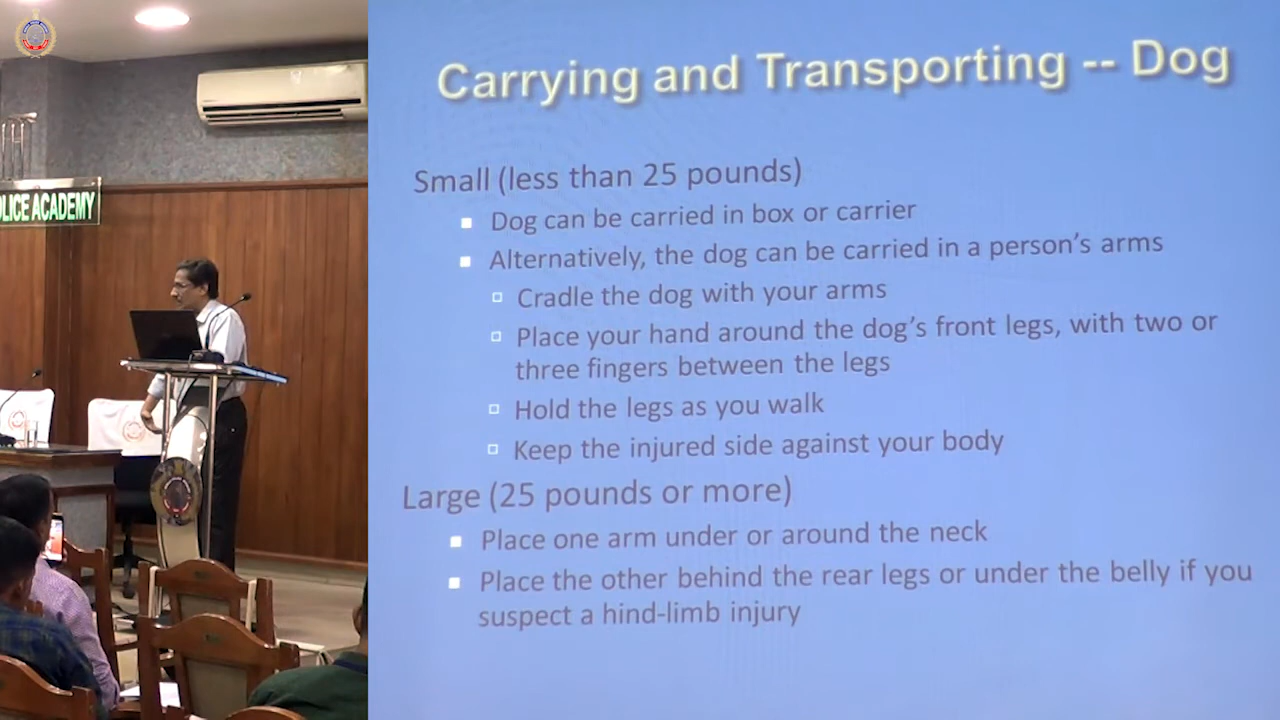 LICE ACADEMY
Carrying and Transporting -- Dog
Small (less than 25 pounds)
Dog can be carried in box or carrier
Alternatively, the dog can be carried in a person's arms
Cradle the dog with your arms
Place your hand around the dog's front legs, with two or
three fingers between the legs
Hold the legs as you walk
Keep the injured side against your body
Large (25 pounds or more)
Place one arm under or around the neck
Place the other behind the rear legs or under the belly if you
suspect a hind-limb injury